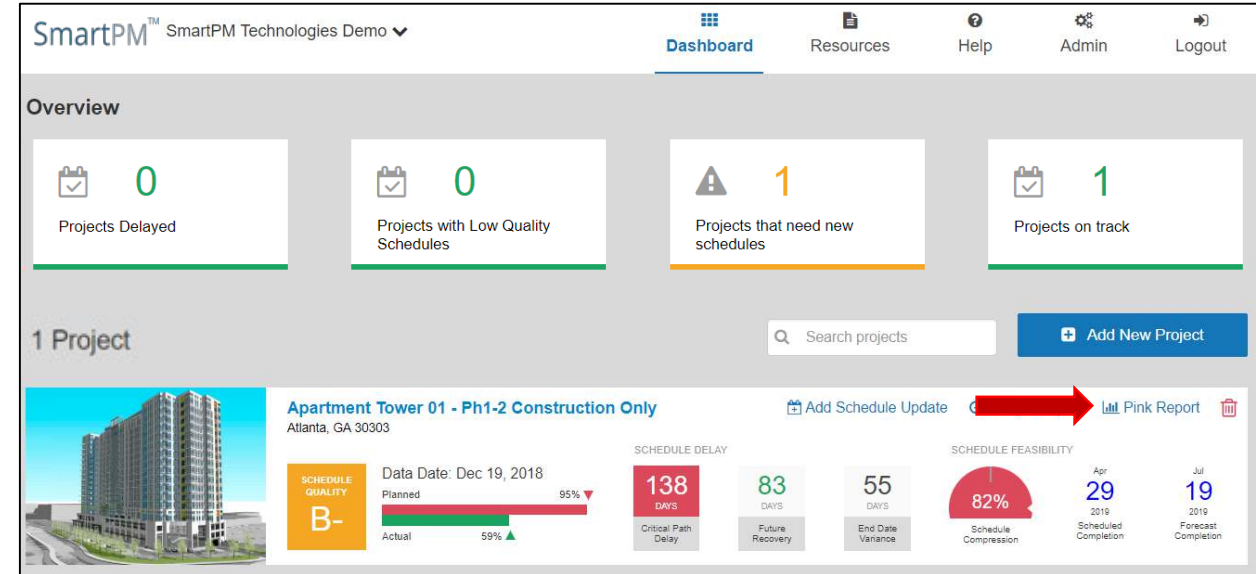 SmartPM™ SmartPM Technologies Demo
Dashboard
Resources
Help
Admin
Logout
Overview
0
Projects Delayed
0
Projects with Low Quality
Schedules
1
Projects that need new
schedules
1
Projects on track
1 Project
Search projects
Add New Project
Apartment Tower 01 - Ph1-2 Construction Only
Atlanta, GA 30303
Add Schedule Update
Pink Report
SCHEDULE
QUALITY
B-
Data Date: Dec 19, 2018
Planned 95%
Actual 59%
SCHEDULE DELAY
138
DAYS
Critical Path
Delay
83
DAYS
Future
Recovery
55
DAYS
End Date
Variance
SCHEDULE FEASIBILITY
82%
Schedule
Compression
Apr
29
2019
Scheduled
Completion
Jul
19
2019
Forecast
Completion